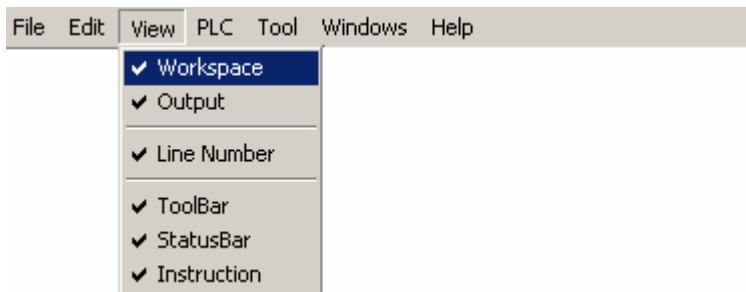 File Edit View PLC Tool Windows Help
Workspace
Output
Line Number
ToolBar
StatusBar
Instruction